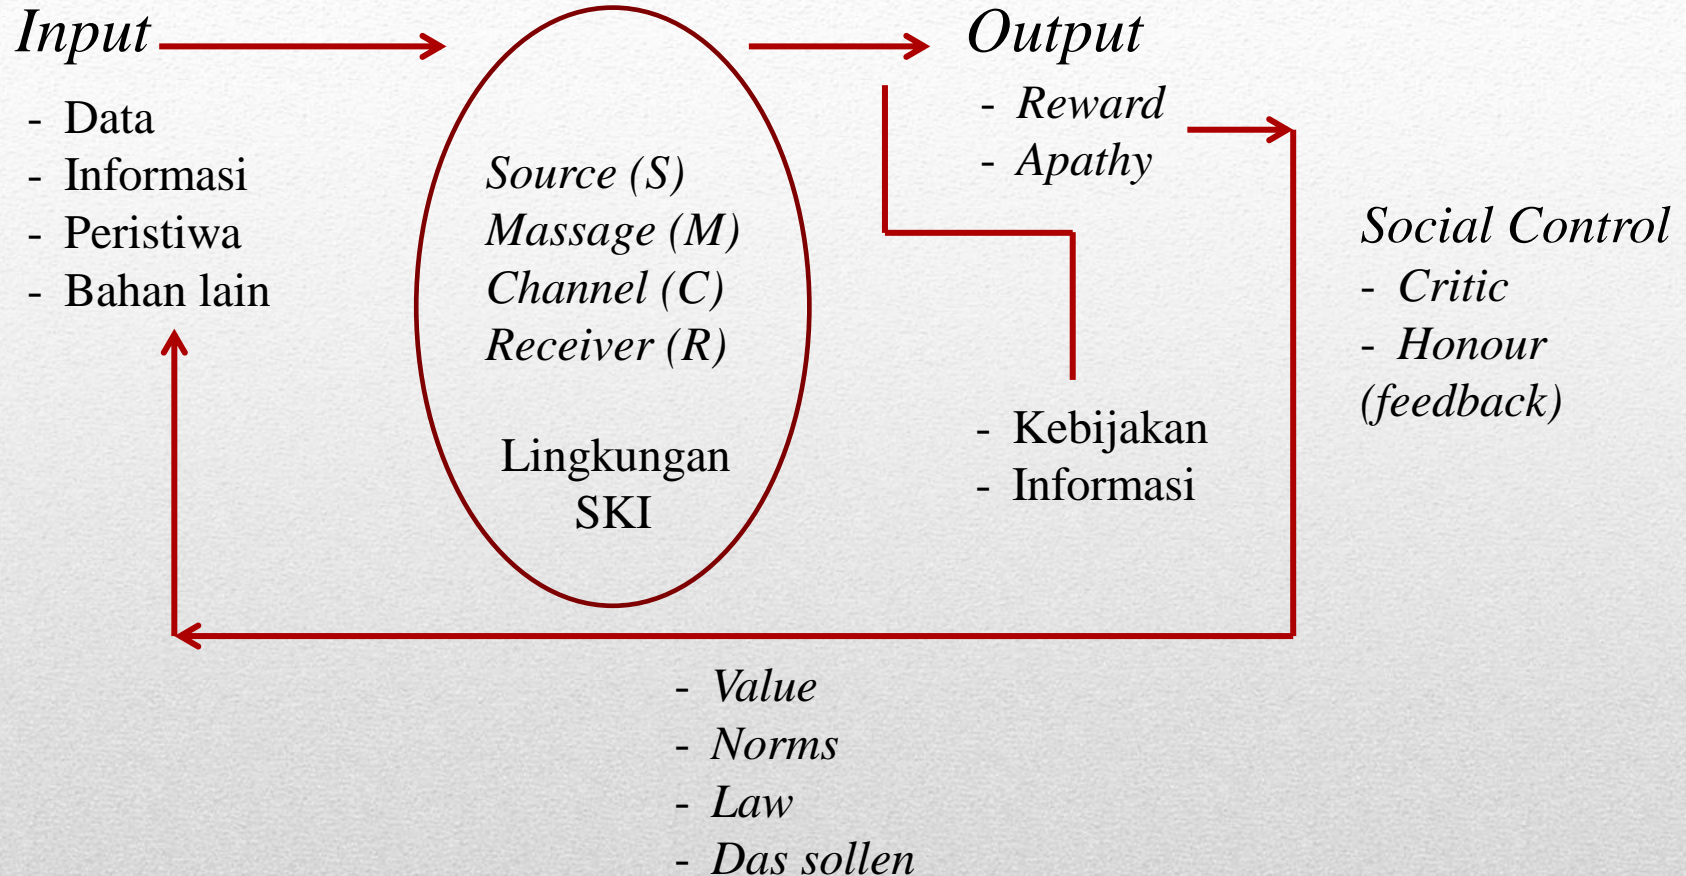 Input
- Data
- Informasi
- Peristiwa
- Bahan lain
Source (S)
Massage (M)
Channel (C)
Receiver (R)
Lingkungan
SKI
Output
- Reward
- Apathy
- Kebijakan
- Informasi
Social Control
- Critic
- Honour
(feedback)
- Value
- Norms
- Law
- Das sollen